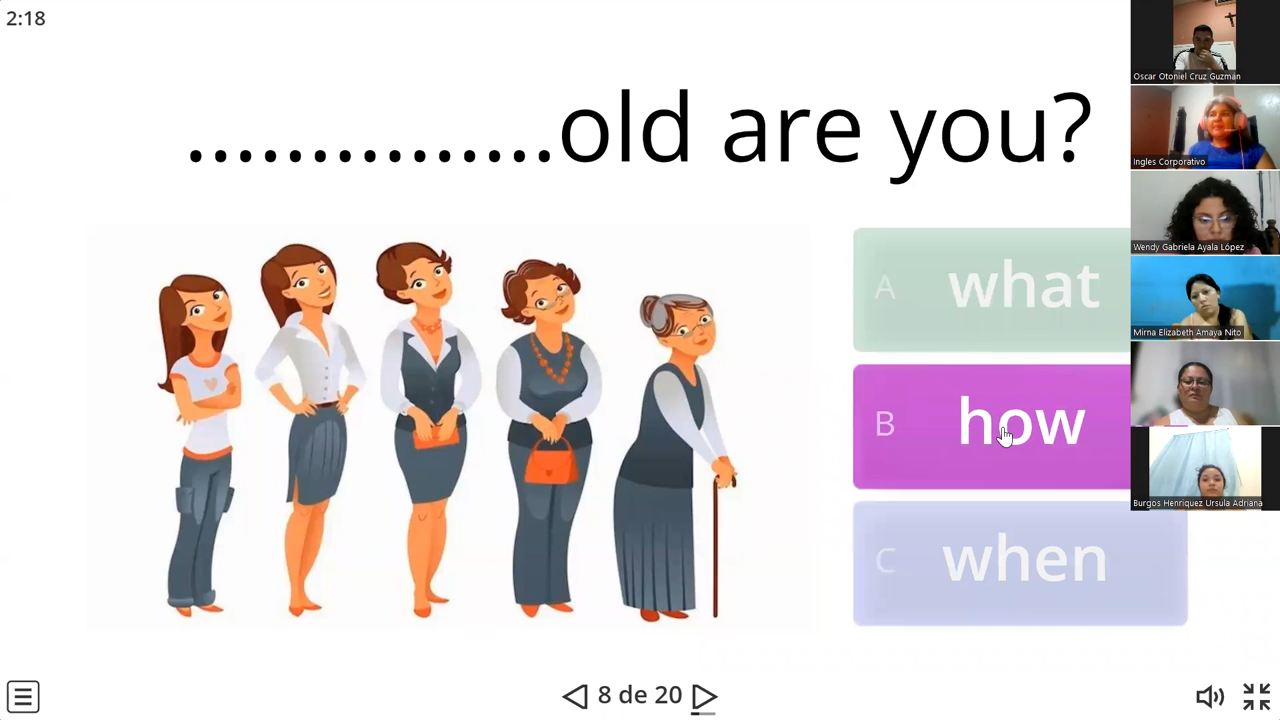 2:18
...............old are you?
A what
B how
C when
8 de 20
Oscar Otoniel Cruz Guzmán
Ingles Corporativo
Wendy Gabriela Ayala López
Mirna Elizabeth Amaya Nito
Burgos Henriquez Ursula Adriana